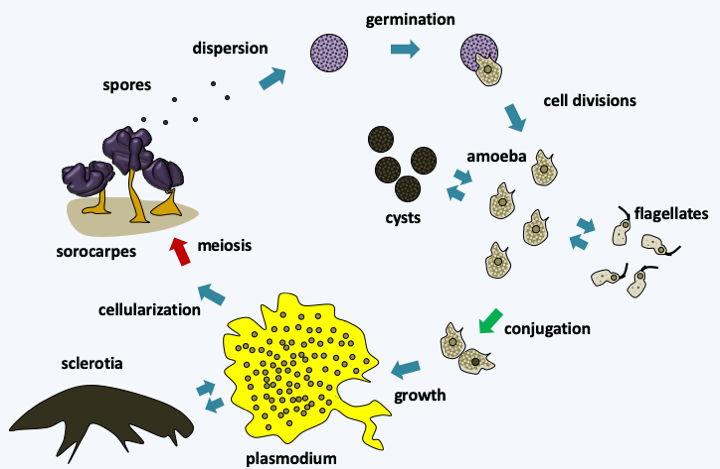 germination
dispersion
spores
cell divisions
amoeba
cysts
flagellates
sorocarpes
meiosis
cellularization
conjugation
sclerotia
growth
plasmodium